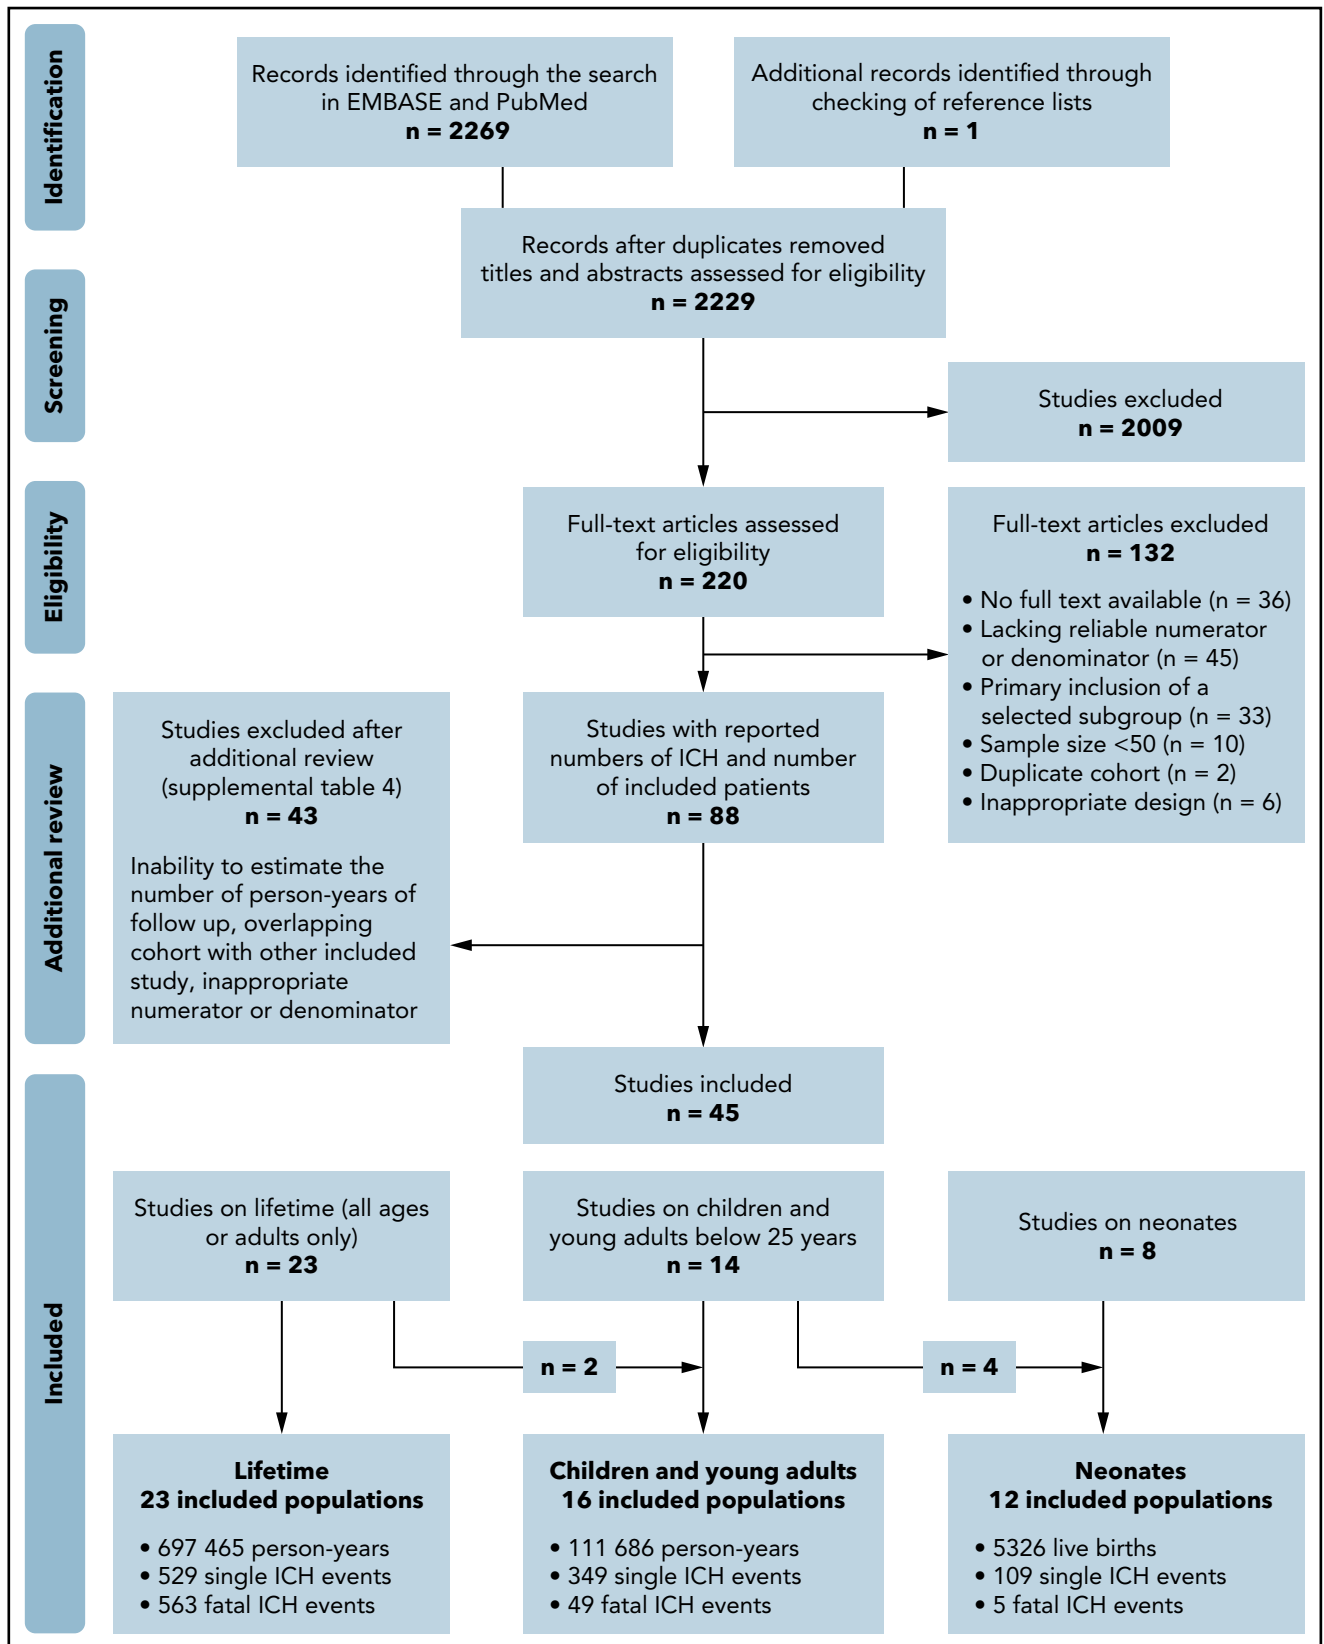 Identification
Records identified through the search
in EMBASE and PubMed
n = 2269
Additional records identified through
checking of reference lists
n = 1
Records after duplicates removed
titles and abstracts assessed for eligibility
n = 2229
Screening
Studies excluded
n = 2009
Eligibility
Full-text articles assessed
for eligibility
n = 220
Full-text articles excluded
n = 132
• No full text available (n = 36)
• Lacking reliable numerator
or denominator (n = 45)
• Primary inclusion of a
selected subgroup (n = 33)
• Sample size <50 (n = 10)
• Duplicate cohort (n = 2)
• Inappropriate design (n = 6)
Additional review
Studies excluded after
additional review
(supplemental table 4)
n = 43
Inability to estimate the
number of person-years of
follow up, overlapping
cohort with other included
study, inappropriate
numerator or denominator
Studies with reported
numbers of ICH and number
of included patients
n = 88
Included
Studies included
n = 45
Studies on lifetime (all ages
or adults only)
n = 23
Studies on children and
young adults below 25 years
n = 14
Studies on neonates
n = 8
n = 2
n = 4
Lifetime
23 included populations
• 697 465 person-years
• 529 single ICH events
• 563 fatal ICH events
Children and young adults
16 included populations
• 111 686 person-years
• 349 single ICH events
• 49 fatal ICH events
Neonates
12 included populations
• 5326 live births
• 109 single ICH events
• 5 fatal ICH events